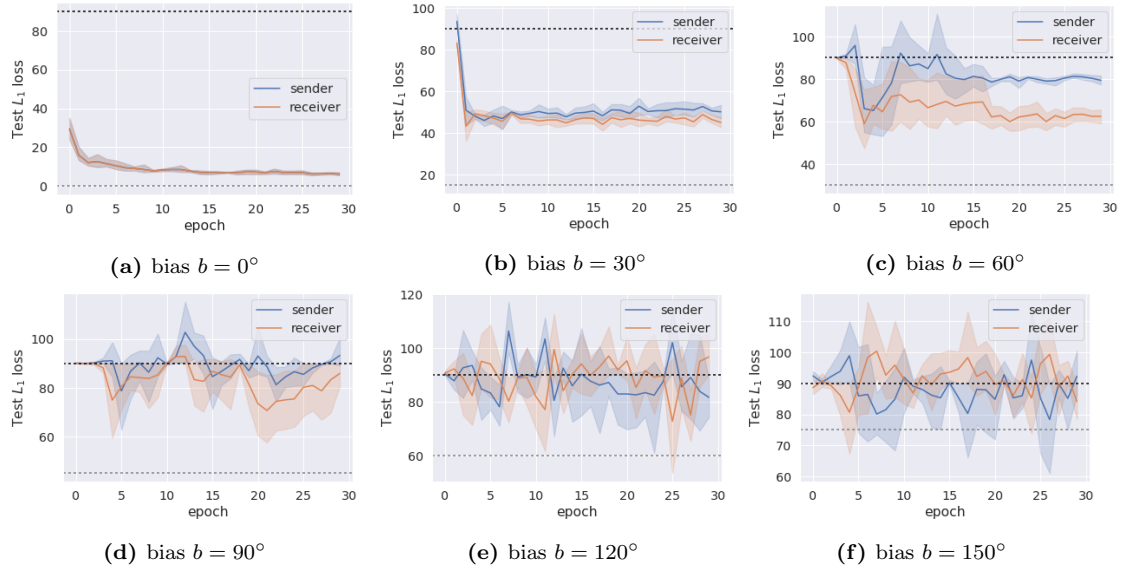 80
60
40
20
0
Test L₁ loss
sender
receiver
0 5 10 15 20 25 30
epoch
(a) bias b = 0°
100
80
60
40
20
Test L₁ loss
sender
receiver
0 5 10 15 20 25 30
epoch
(b) bias b = 30°
100
80
60
40
Test L₁ loss
sender
receiver
0 5 10 15 20 25 30
epoch
(c) bias b = 60°
100
80
60
Test L₁ loss
sender
receiver
0 5 10 15 20 25 30
epoch
(d) bias b = 90°
120
100
80
60
Test L₁ loss
sender
receiver
0 5 10 15 20 25 30
epoch
(e) bias b = 120°
110
100
90
80
70
60
Test L₁ loss
sender
receiver
0 5 10 15 20 25 30
epoch
(f) bias b = 150°